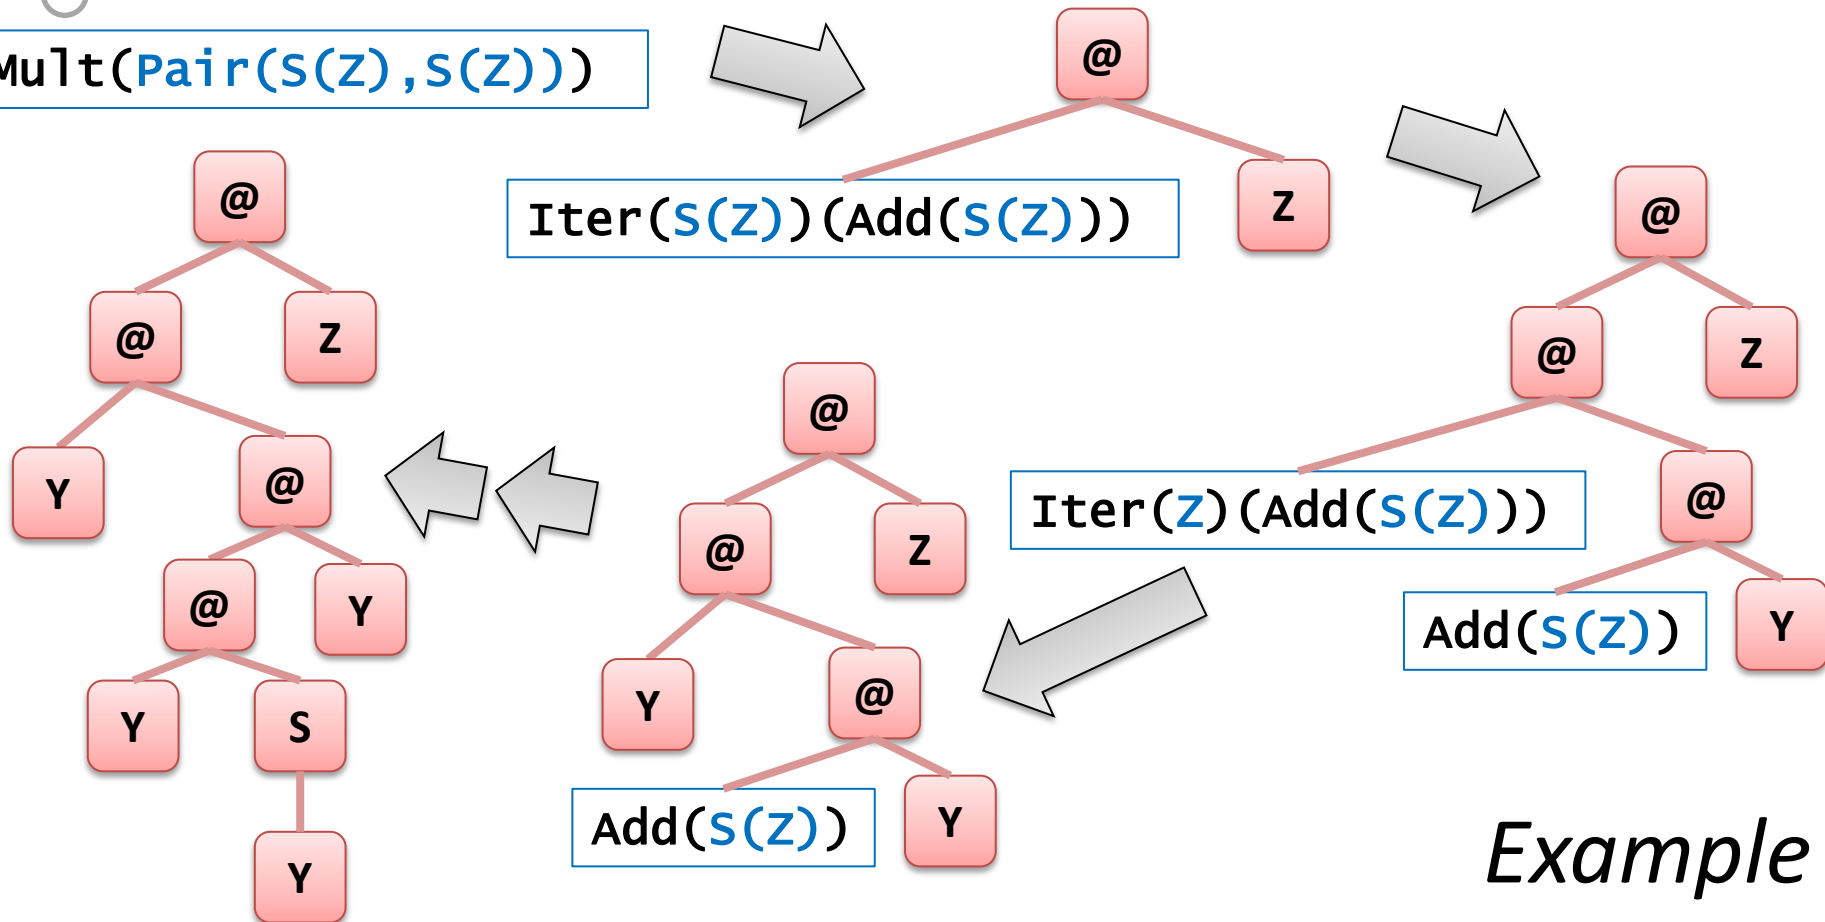 Mult(Pair(S(Z),S(Z)))
@
Iter(S(Z))(Add(S(Z)))
Z
@
@
Z
Iter(Z)(Add(S(Z)))
@
Add(S(Z))
Y
@
@
Z
Y
@
Add(S(Z))
Y
@
@
Z
Y
@
@
Y
Y
S
Y
Example